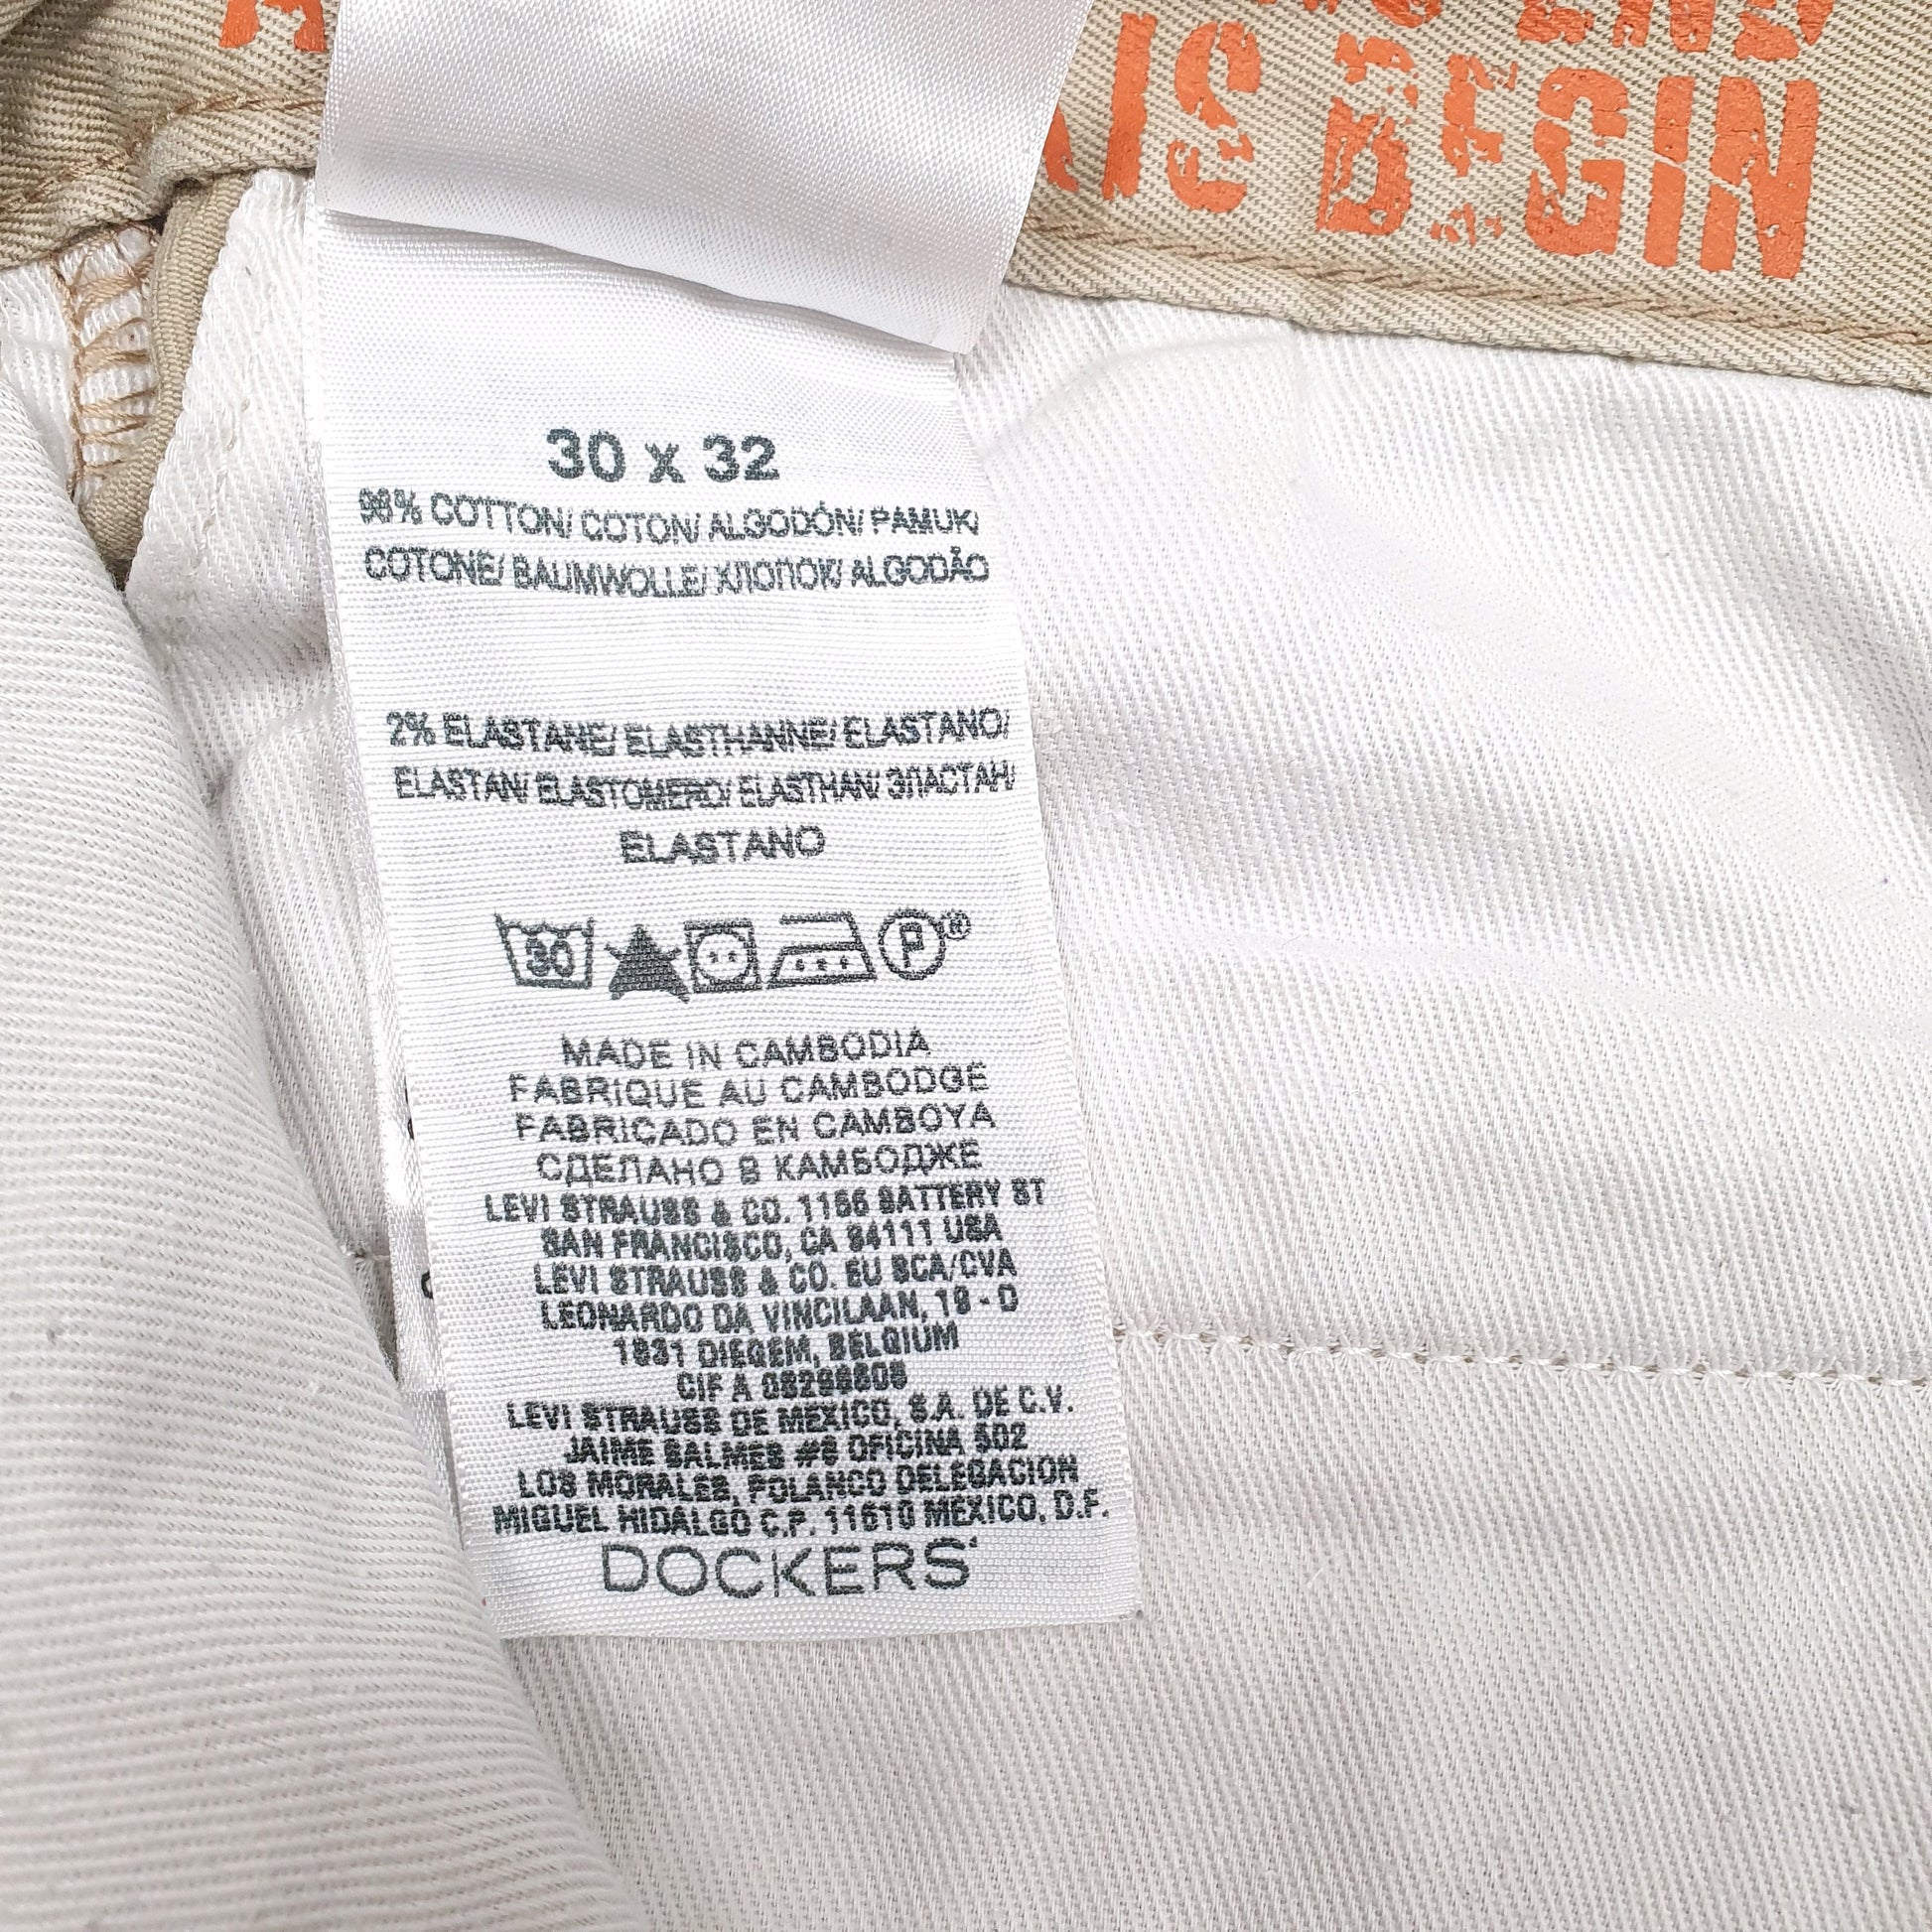 END
IS BEGIN
30 x 32
98% COTTON/ COTON/ ALGODÓN/ PAMUK/
COTONE/ BAUMWOLLE/ ХЛОПОК/ ALGODÃO
2% ELASTANE/ ELASTHANNE/ ELASTANO/
ELASTAN/ ELASTOMERO/ ELASTHAN/ ЭЛАСТАН/
ELASTANO
30 P
MADE IN CAMBODIA
FABRIQUE AU CAMBODGE
FABRICADO EN CAMBOYA
СДЕЛАНО В КАМБОДЖЕ
LEVI STRAUSS & CO. 1155 BATTERY ST
SAN FRANCISCO, CA 94111 USA
LEVI STRAUSS & CO. EU BCA/CVA
LEONARDO DA VINCILAAN, 19 - D
1831 DIEGEM, BELGIUM
CIF A
LEVI STRAUSS DE MEXICO, S.A. DE C.V.
JAIME BALMES #8 OFICINA 502
LOS MORALES, POLANCO DELEGACION
MIGUEL HIDALGO C.P. 11510 MEXICO, D.F.
DOCKERS